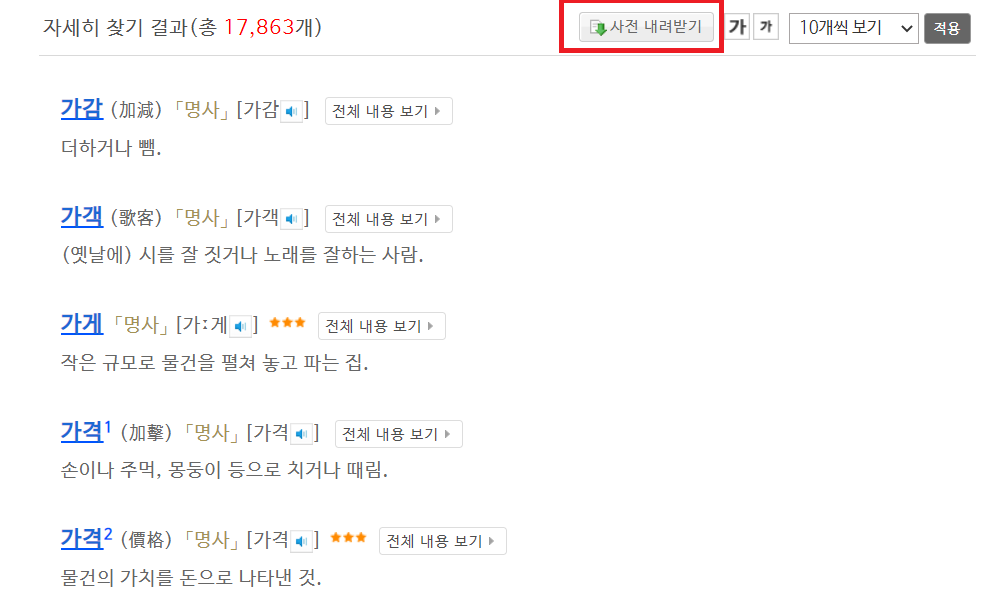 자세히 찾기 결과(총 17,863개) 사전 내려받기 가 가 10개씩 보기 적용
가감 (加減) 「명사」 [가감] 전체 내용 보기
더하거나 뺌.
가객 (歌客) 「명사」 [가객] 전체 내용 보기
(옛날에) 시를 잘 짓거나 노래를 잘하는 사람.
가게 「명사」 [가ː게] ★★★ 전체 내용 보기
작은 규모로 물건을 펼쳐 놓고 파는 집.
가격1 (加擊) 「명사」 [가격] 전체 내용 보기
손이나 주먹, 몽둥이 등으로 치거나 때림.
가격2 (價格) 「명사」 [가격] ★★★ 전체 내용 보기
물건의 가치를 돈으로 나타낸 것.